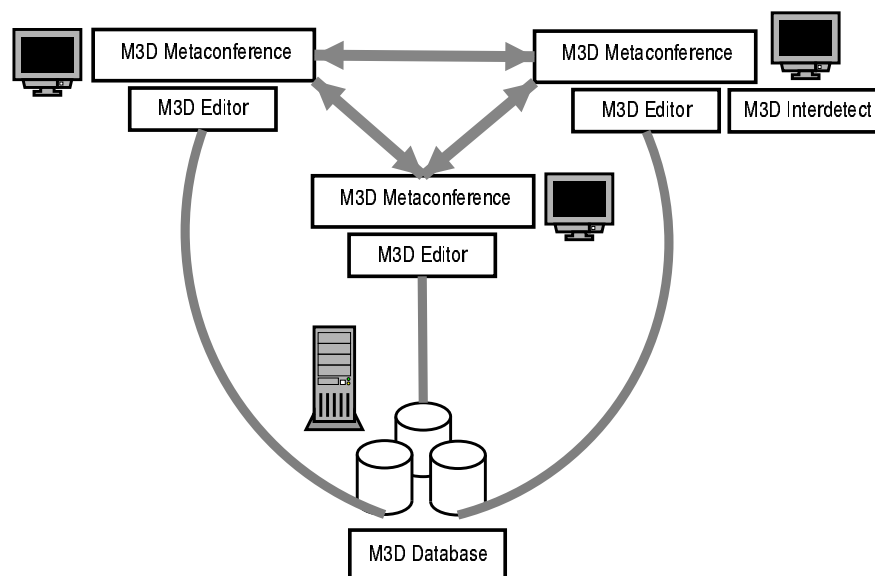 M3D Metaconference
M3D Metaconference
M3D Editor
M3D Editor
M3D Interdetect
M3D Metaconference
M3D Editor
M3D Database